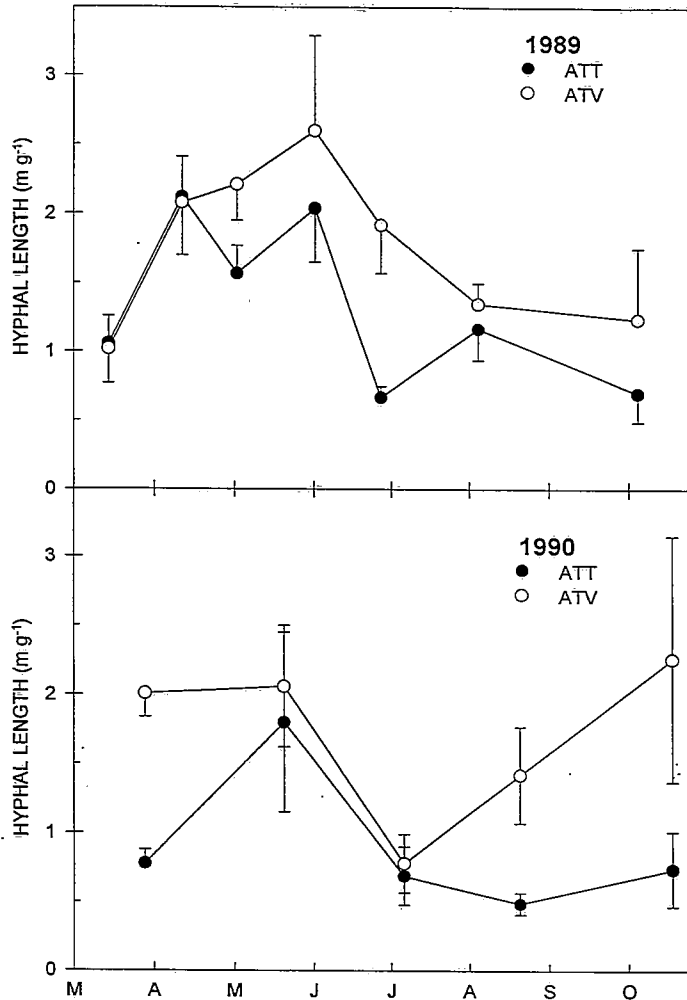 1989
ATT
ATV
3
2
1
0
HYPHAL LENGTH (m g⁻¹)
1990
ATT
ATV
3
2
1
0
HYPHAL LENGTH (m g⁻¹)
M A M J J A S O